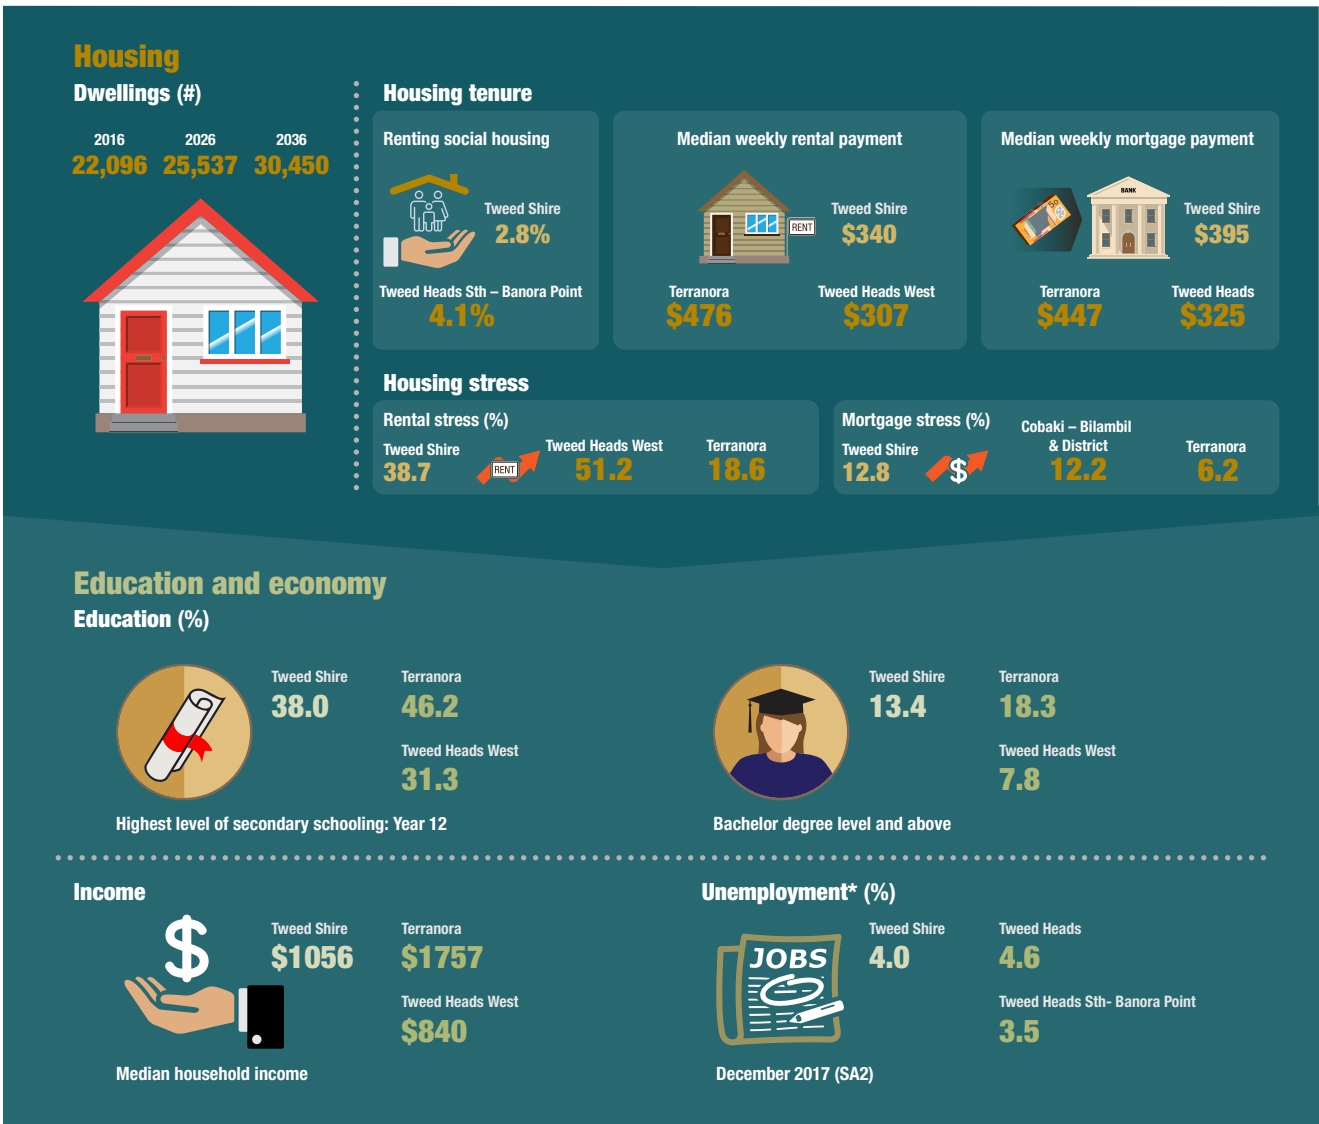 Housing
Dwellings (#)
2016 2026 2036
22,096 25,537 30,450
Housing tenure
Renting social housing
Tweed Shire
2.8%
Tweed Heads Sth – Banora Point
4.1%
Median weekly rental payment
RENT
Tweed Shire
$340
Terranora
$476
Tweed Heads West
$307
Median weekly mortgage payment
50
BANK
Tweed Shire
$395
Terranora
$447
Tweed Heads
$325
Housing stress
Rental stress (%)
Tweed Shire
38.7
RENT
Tweed Heads West
51.2
Terranora
18.6
Mortgage stress (%)
Tweed Shire
12.8
$
Cobaki – Bilambil
& District
12.2
Terranora
6.2
Education and economy
Education (%)
Tweed Shire
38.0
Terranora
46.2
Tweed Heads West
31.3
Highest level of secondary schooling: Year 12
Tweed Shire
13.4
Terranora
18.3
Tweed Heads West
7.8
Bachelor degree level and above
Income
$
Tweed Shire
$1056
Terranora
$1757
Tweed Heads West
$840
Median household income
Unemployment* (%)
JOBS
Tweed Shire
4.0
Tweed Heads
4.6
Tweed Heads Sth- Banora Point
3.5
December 2017 (SA2)